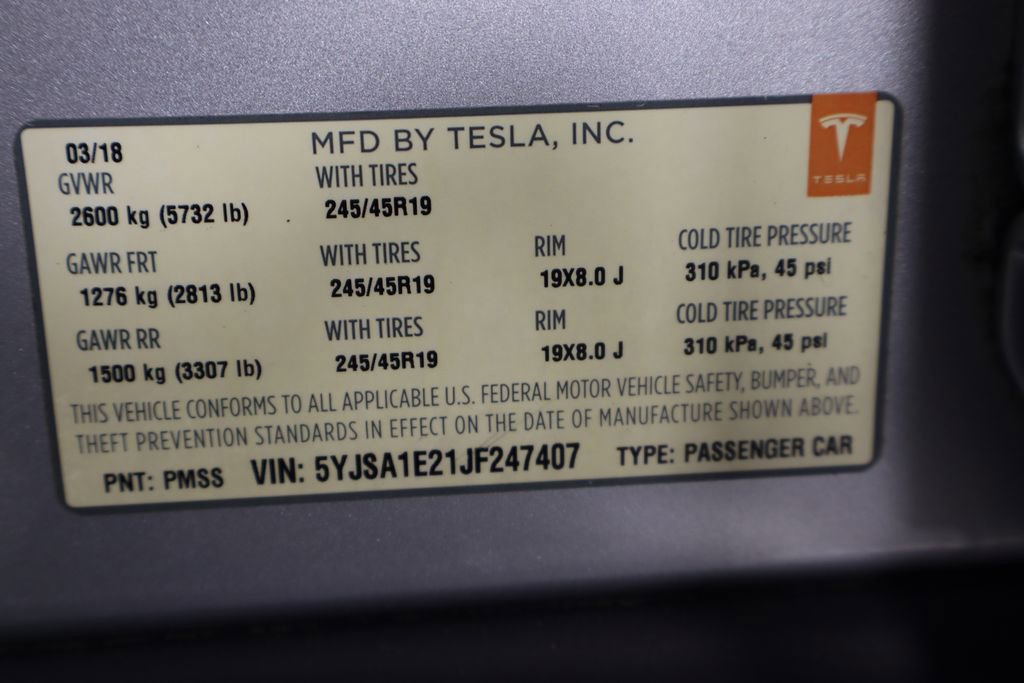 03/18 MFD BY TESLA, INC.
TESLA
GVWR WITH TIRES
2600 kg (5732 lb) 245/45R19
GAWR FRT WITH TIRES RIM COLD TIRE PRESSURE
1276 kg (2813 lb) 245/45R19 19X8.0 J 310 kPa, 45 psi
GAWR RR WITH TIRES RIM COLD TIRE PRESSURE
1500 kg (3307 lb) 245/45R19 19X8.0 J 310 kPa, 45 psi
THIS VEHICLE CONFORMS TO ALL APPLICABLE U.S. FEDERAL MOTOR VEHICLE SAFETY, BUMPER, AND
THEFT PREVENTION STANDARDS IN EFFECT ON THE DATE OF MANUFACTURE SHOWN ABOVE.
PNT: PMSS VIN: 5YJSA1E21JF247407 TYPE: PASSENGER CAR